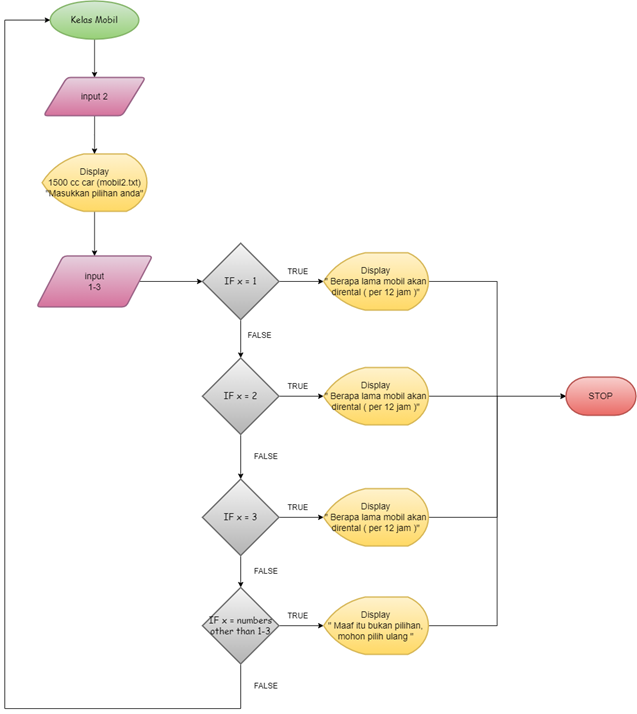 Kelas Mobil
input 2
Display
1500 cc car (mobil2.txt)
"Masukkan pilihan anda"
input
1-3
IF x = 1
TRUE
Display
" Berapa lama mobil akan
dirental ( per 12 jam )"
FALSE
IF x = 2
TRUE
Display
" Berapa lama mobil akan
dirental ( per 12 jam )"
STOP
FALSE
IF x = 3
TRUE
Display
" Berapa lama mobil akan
dirental ( per 12 jam )"
FALSE
IF x = numbers
other than 1-3
TRUE
Display
" Maaf itu bukan pilihan,
mohon pilih ulang "
FALSE